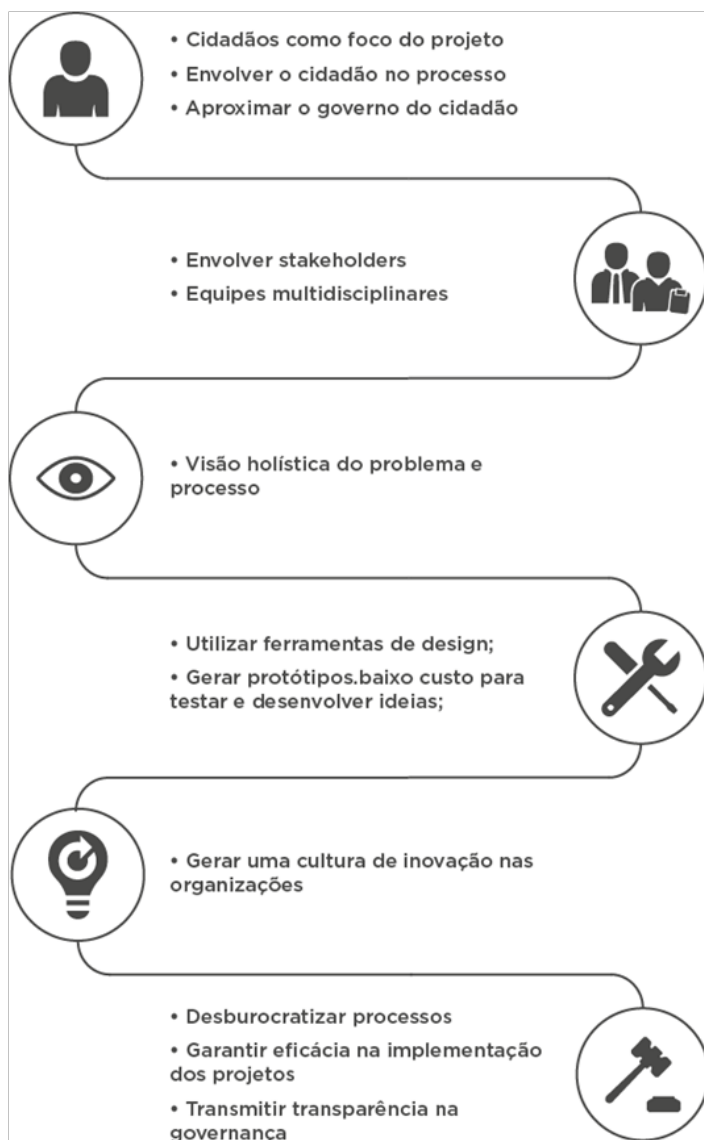 • Cidadãos como foco do projeto
• Envolver o cidadão no processo
• Aproximar o governo do cidadão
• Envolver stakeholders
• Equipes multidisciplinares
• Visão holística do problema e
processo
• Utilizar ferramentas de design;
• Gerar protótipos.baixo custo para
testar e desenvolver ideias;
• Gerar uma cultura de inovação nas
organizações
• Desburocratizar processos
• Garantir eficácia na implementação
dos projetos
• Transmitir transparência na
governança